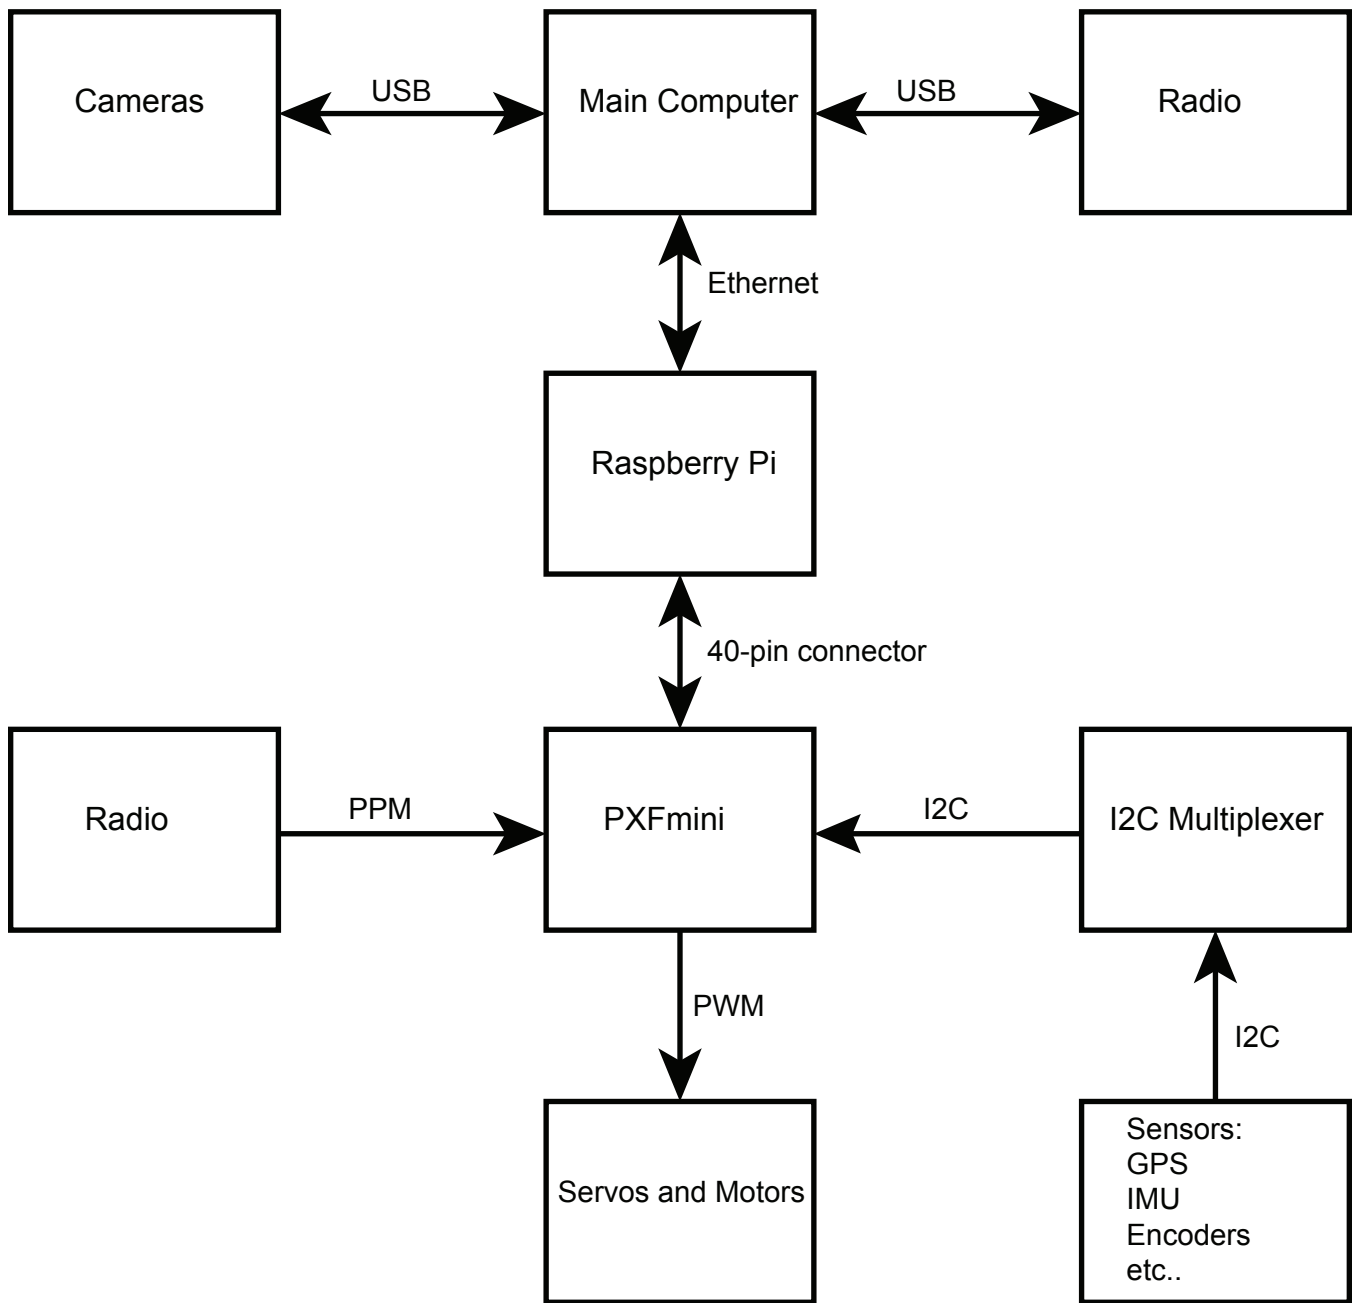 Cameras
USB
Main Computer
USB
Radio
Ethernet
Raspberry Pi
40-pin connector
Radio
PPM
PXFmini
I2C
I2C Multiplexer
PWM
I2C
Servos and Motors
Sensors:
GPS
IMU
Encoders
etc..